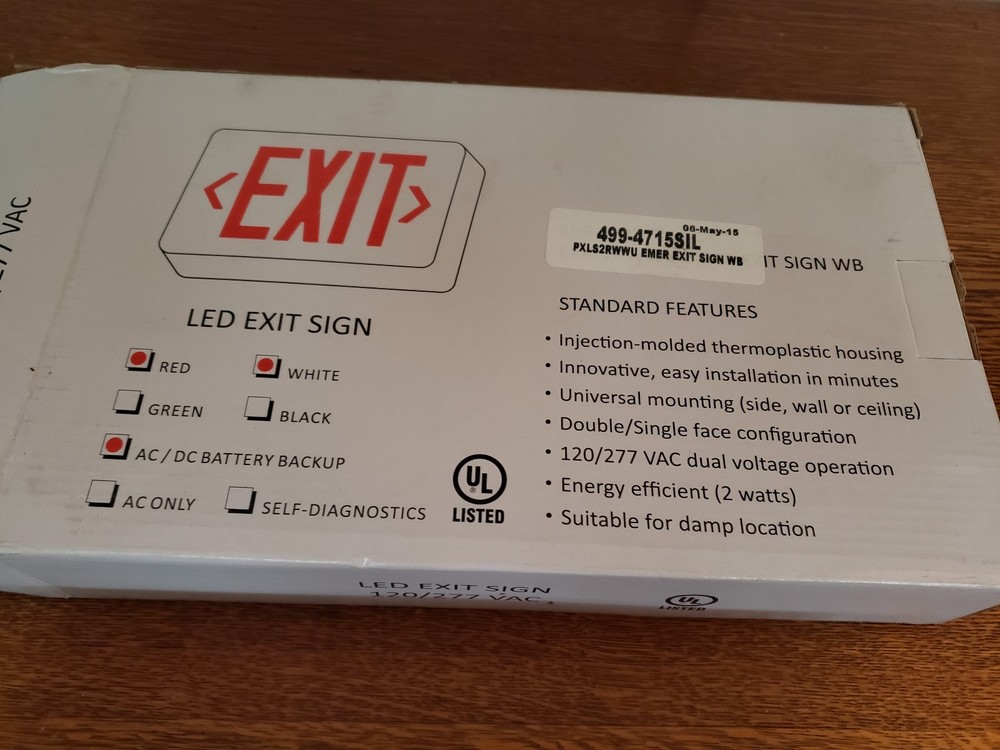 <EXIT>
LED EXIT SIGN
RED
WHITE
GREEN
BLACK
AC / DC BATTERY BACKUP
AC ONLY
SELF-DIAGNOSTICS
UL
®
LISTED
08-May-15
499-4715SIL
PXLS2RWWU EMER EXIT SIGN WB
IT SIGN WB
STANDARD FEATURES
• Injection-molded thermoplastic housing
• Innovative, easy installation in minutes
• Universal mounting (side, wall or ceiling)
• Double/Single face configuration
• 120/277 VAC dual voltage operation
• Energy efficient (2 watts)
• Suitable for damp location
LED EXIT SIGN
120/277 VAC
UL
LISTED
277 VAC